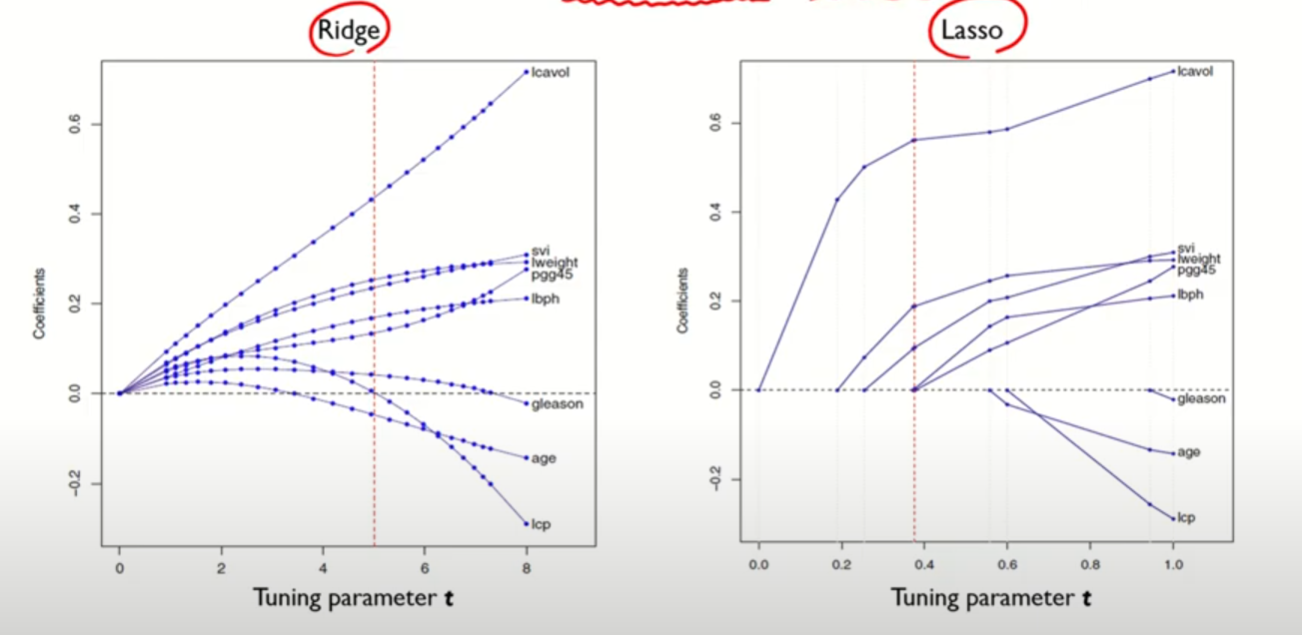 Ridge
Coefficients
0.6
0.4
0.2
0.0
−0.2
lcavol
svi
lweight
pgg45
lbph
gleason
age
lcp
0 2 4 6 8
Tuning parameter t
Lasso
Coefficients
0.6
0.4
0.2
0.0
−0.2
lcavol
svi
lweight
pgg45
lbph
gleason
age
lcp
0.0 0.2 0.4 0.6 0.8 1.0
Tuning parameter t